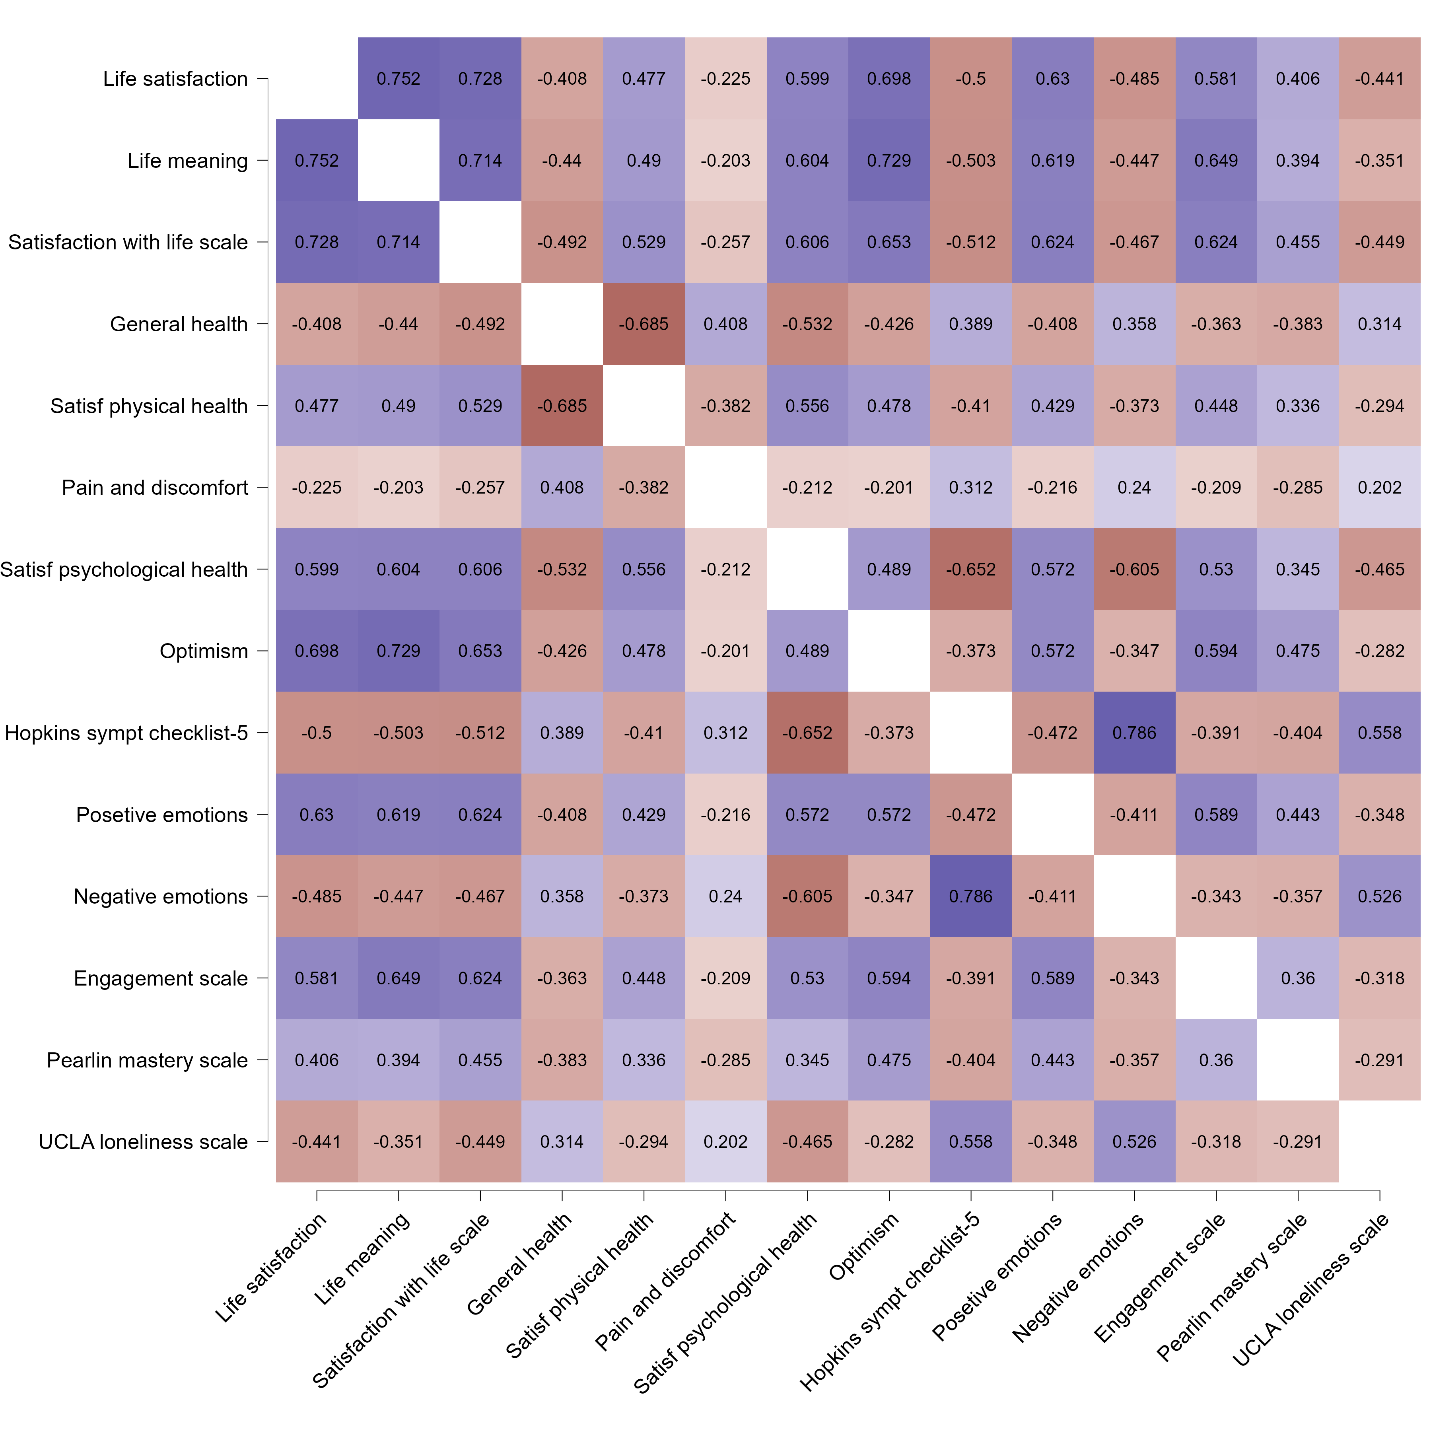 Life satisfaction 0.752 0.728 -0.408 0.477 -0.225 0.599 0.698 -0.5 0.63 -0.485 0.581 0.406 -0.441
Life meaning 0.752 0.714 -0.44 0.49 -0.203 0.604 0.729 -0.503 0.619 -0.447 0.649 0.394 -0.351
Satisfaction with life scale 0.728 0.714 -0.492 0.529 -0.257 0.606 0.653 -0.512 0.624 -0.467 0.624 0.455 -0.449
General health -0.408 -0.44 -0.492 -0.685 0.408 -0.532 -0.426 0.389 -0.408 0.358 -0.363 -0.383 0.314
Satisf physical health 0.477 0.49 0.529 -0.685 -0.382 0.556 0.478 -0.41 0.429 -0.373 0.448 0.336 -0.294
Pain and discomfort -0.225 -0.203 -0.257 0.408 -0.382 -0.212 -0.201 0.312 -0.216 0.24 -0.209 -0.285 0.202
Satisf psychological health 0.599 0.604 0.606 -0.532 0.556 -0.212 0.489 -0.652 0.572 -0.605 0.53 0.345 -0.465
Optimism 0.698 0.729 0.653 -0.426 0.478 -0.201 0.489 -0.373 0.572 -0.347 0.594 0.475 -0.282
Hopkins sympt checklist-5 -0.5 -0.503 -0.512 0.389 -0.41 0.312 -0.652 -0.373 -0.472 0.786 -0.391 -0.404 0.558
Posetive emotions 0.63 0.619 0.624 -0.408 0.429 -0.216 0.572 0.572 -0.472 -0.411 0.589 0.443 -0.348
Negative emotions -0.485 -0.447 -0.467 0.358 -0.373 0.24 -0.605 -0.347 0.786 -0.411 -0.343 -0.357 0.526
Engagement scale 0.581 0.649 0.624 -0.363 0.448 -0.209 0.53 0.594 -0.391 0.589 -0.343 0.36 -0.318
Pearlin mastery scale 0.406 0.394 0.455 -0.383 0.336 -0.285 0.345 0.475 -0.404 0.443 -0.357 0.36 -0.291
UCLA loneliness scale -0.441 -0.351 -0.449 0.314 -0.294 0.202 -0.465 -0.282 0.558 -0.348 0.526 -0.318 -0.291
Life satisfaction
Life meaning
Satisfaction with life scale
General health
Satisf physical health
Pain and discomfort
Satisf psychological health
Optimism
Hopkins sympt checklist-5
Posetive emotions
Negative emotions
Engagement scale
Pearlin mastery scale
UCLA loneliness scale